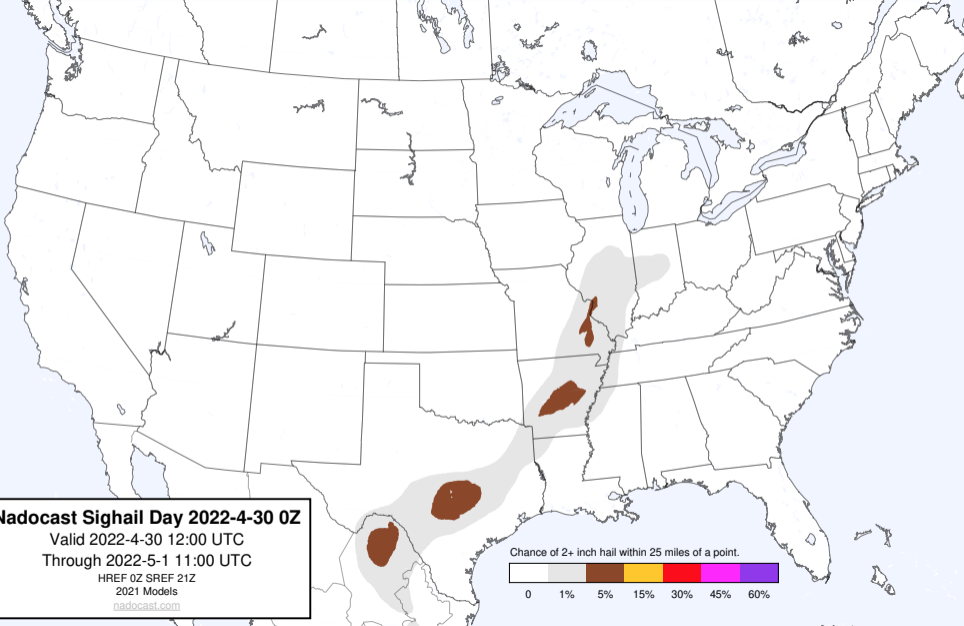 Nadocast Sighail Day 2022-4-30 0Z
Valid 2022-4-30 12:00 UTC
Through 2022-5-1 11:00 UTC
HREF 0Z SREF 21Z
2021 Models
nadocast.com
Chance of 2+ inch hail within 25 miles of a point.
0 1% 5% 15% 30% 45% 60%